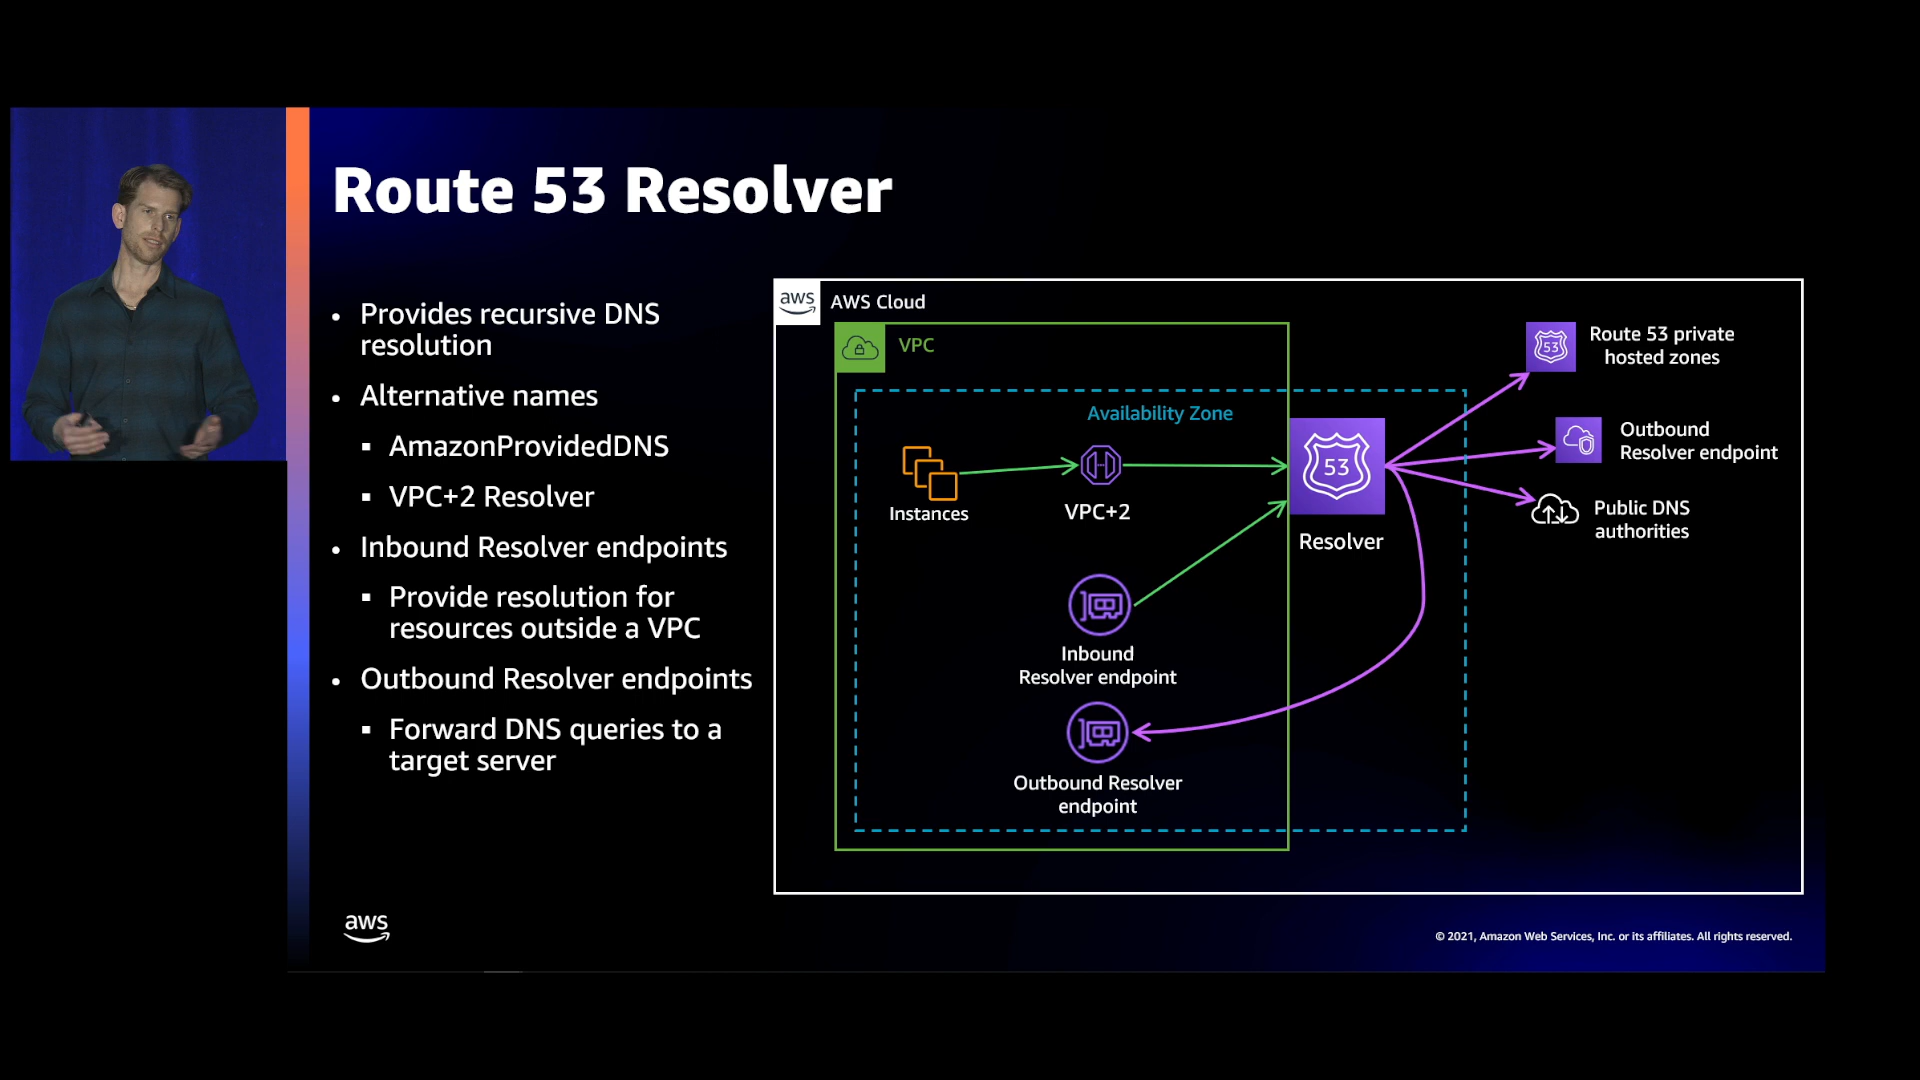 Route 53 Resolver
• Provides recursive DNS
resolution
• Alternative names
▪ AmazonProvidedDNS
▪ VPC+2 Resolver
• Inbound Resolver endpoints
▪ Provide resolution for
resources outside a VPC
• Outbound Resolver endpoints
▪ Forward DNS queries to a
target server
aws
AWS Cloud
VPC
Availability Zone
Instances
VPC+2
53
Resolver
Inbound
Resolver endpoint
Outbound Resolver
endpoint
53
Route 53 private
hosted zones
Outbound
Resolver endpoint
Public DNS
authorities
aws
© 2021, Amazon Web Services, Inc. or its affiliates. All rights reserved.